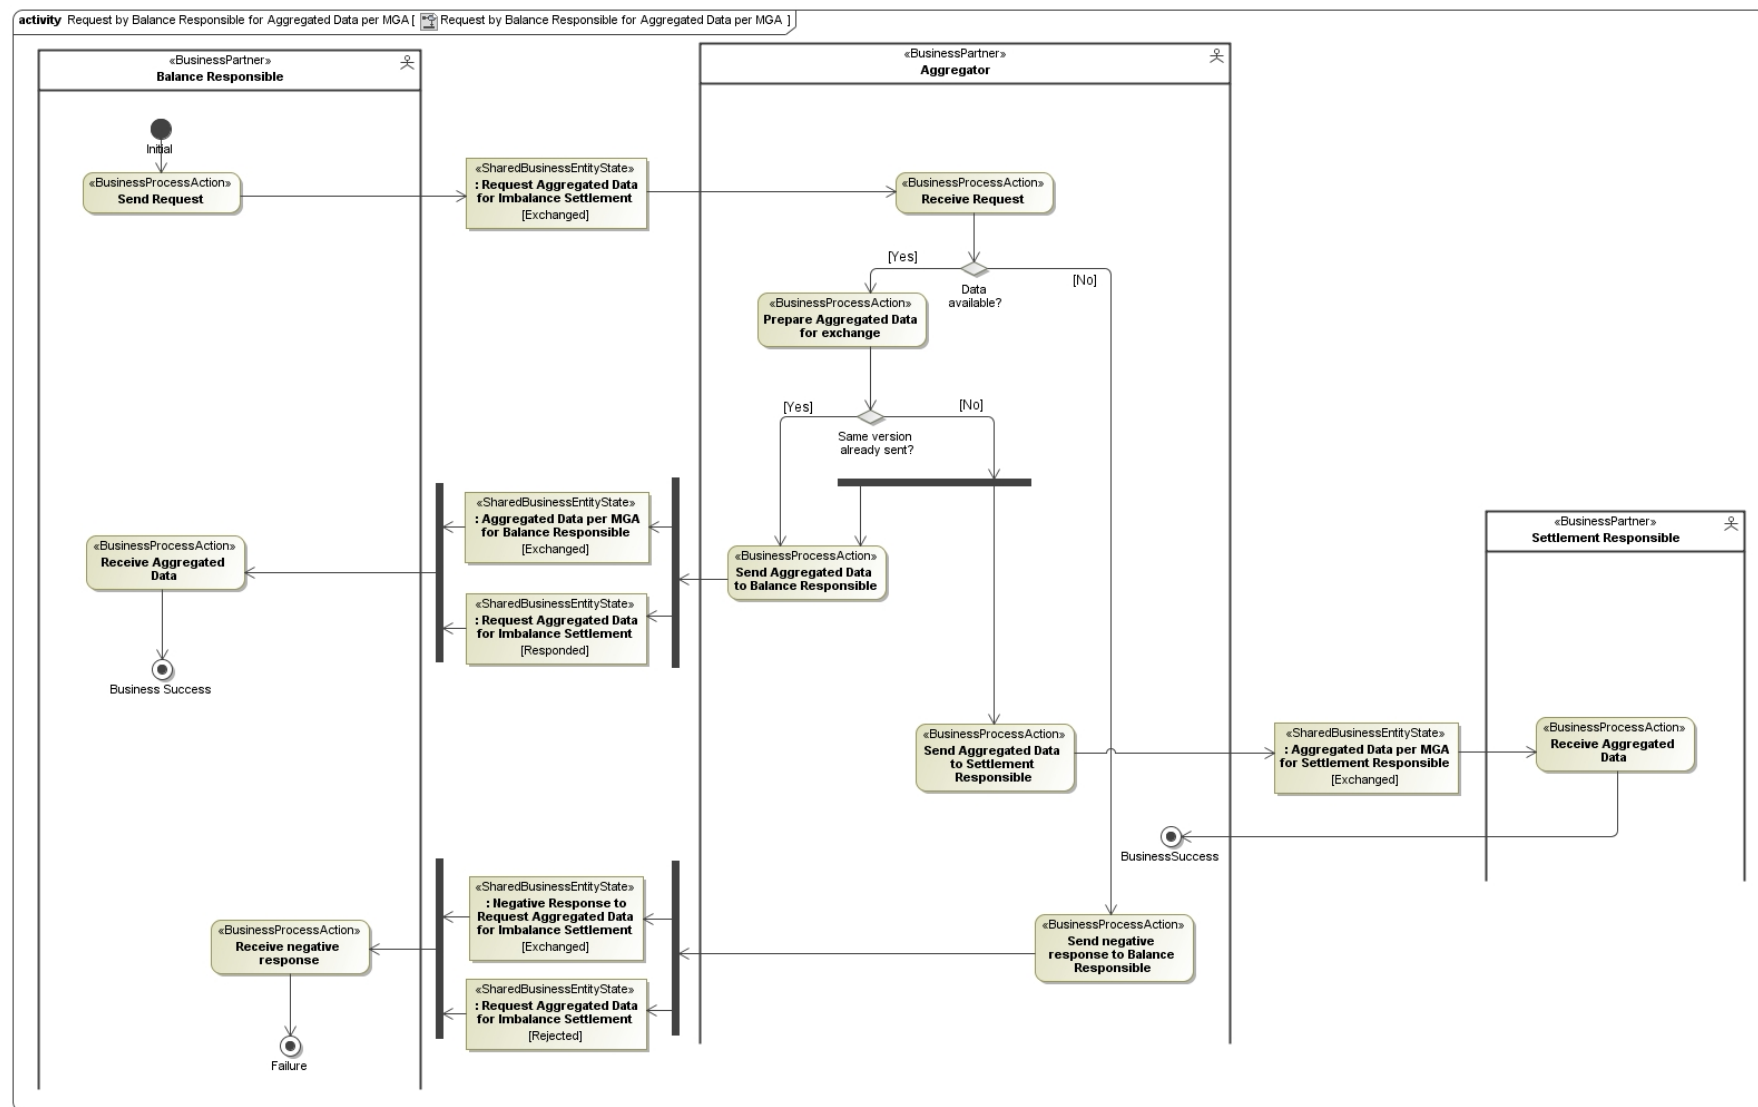 activity Request by Balance Responsible for Aggregated Data per MGA [ Request by Balance Responsible for Aggregated Data per MGA ]
«BusinessPartner»
Balance Responsible
«BusinessPartner»
Aggregator
Initial
«BusinessProcessAction»
Send Request
«SharedBusinessEntityState»
: Request Aggregated Data
for Imbalance Settlement
[Exchanged]
«BusinessProcessAction»
Receive Request
[Yes]
[No]
Data
available?
«BusinessProcessAction»
Prepare Aggregated Data
for exchange
[Yes]
[No]
Same version
already sent?
«SharedBusinessEntityState»
: Aggregated Data per MGA
for Balance Responsible
[Exchanged]
«BusinessProcessAction»
Receive Aggregated
Data
«BusinessProcessAction»
Send Aggregated Data
to Balance Responsible
«SharedBusinessEntityState»
: Request Aggregated Data
for Imbalance Settlement
[Responded]
Business Success
«BusinessPartner»
Settlement Responsible
«BusinessProcessAction»
Send Aggregated Data
to Settlement
Responsible
«SharedBusinessEntityState»
: Aggregated Data per MGA
for Settlement Responsible
[Exchanged]
«BusinessProcessAction»
Receive Aggregated
Data
BusinessSuccess
«SharedBusinessEntityState»
: Negative Response to
Request Aggregated Data
for Imbalance Settlement
[Exchanged]
«BusinessProcessAction»
Receive negative
response
«BusinessProcessAction»
Send negative
response to Balance
Responsible
«SharedBusinessEntityState»
: Request Aggregated Data
for Imbalance Settlement
[Rejected]
Failure